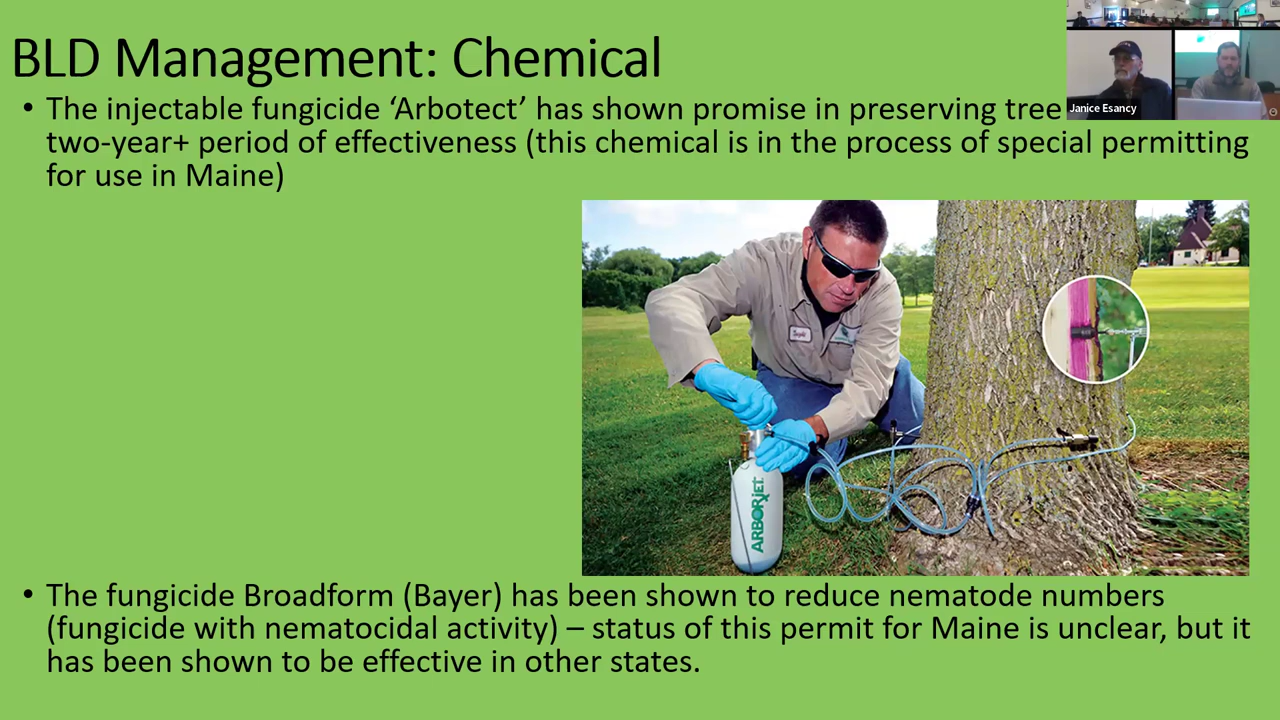 BLD Management: Chemical
Janice Esancy
• The injectable fungicide ‘Arbotect’ has shown promise in preserving tree
two-year+ period of effectiveness (this chemical is in the process of special permitting
for use in Maine)
ARBORjET
• The fungicide Broadform (Bayer) has been shown to reduce nematode numbers
(fungicide with nematocidal activity) – status of this permit for Maine is unclear, but it
has been shown to be effective in other states.